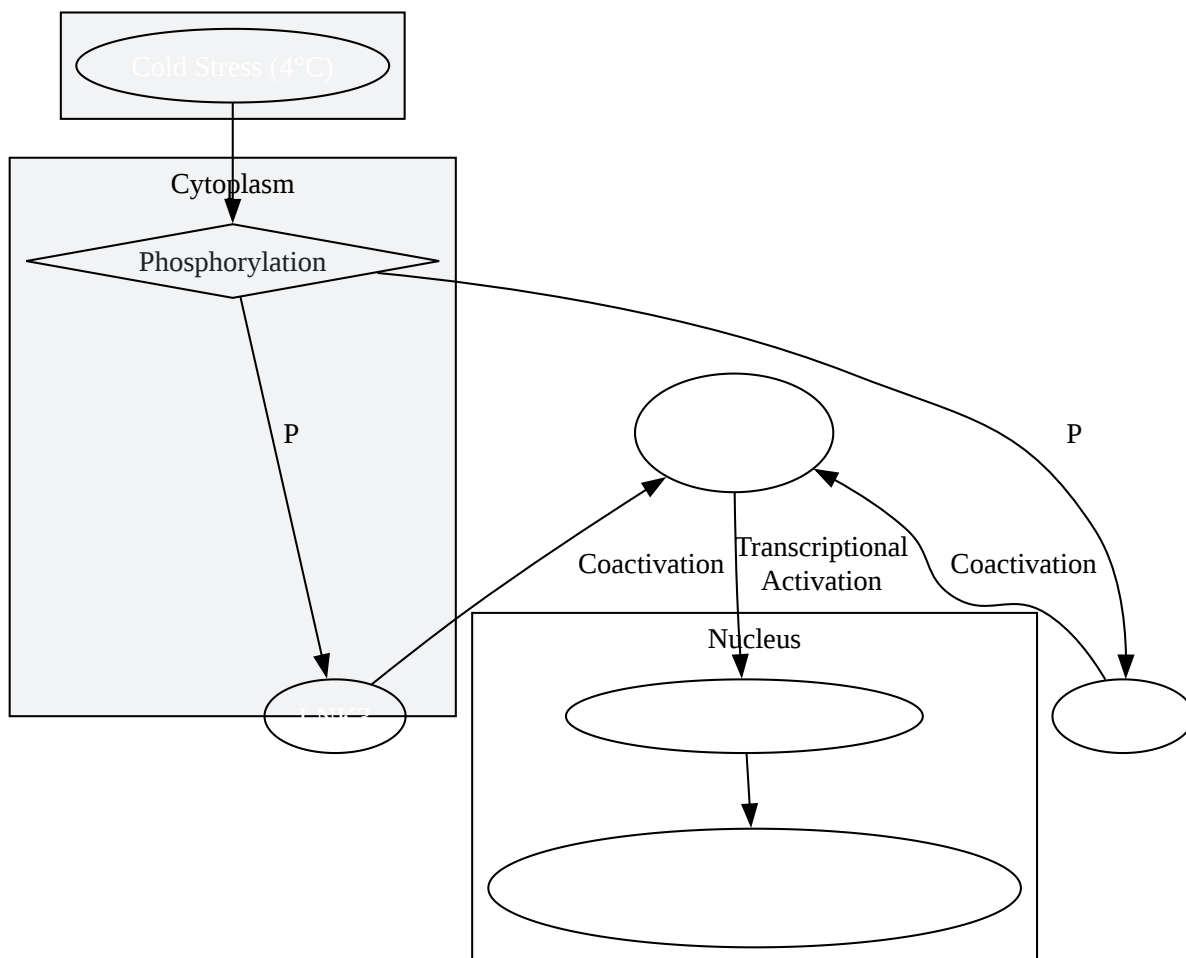 Cold Stress (4°C)
Cytoplasm
Phosphorylation
P
P
Coactivation
Transcriptional
Activation
Coactivation
Nucleus